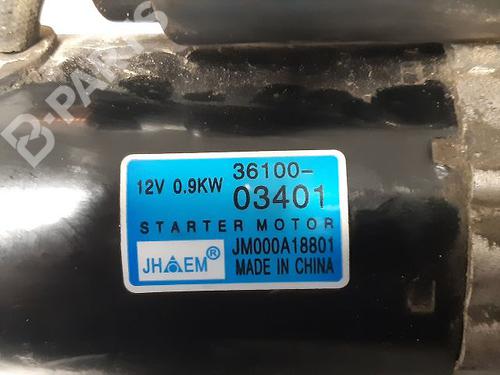 B-PARTS
12V 0.9KW 36100-
03401
STARTER MOTOR
JHAEM® JM000A18801
MADE IN CHINA